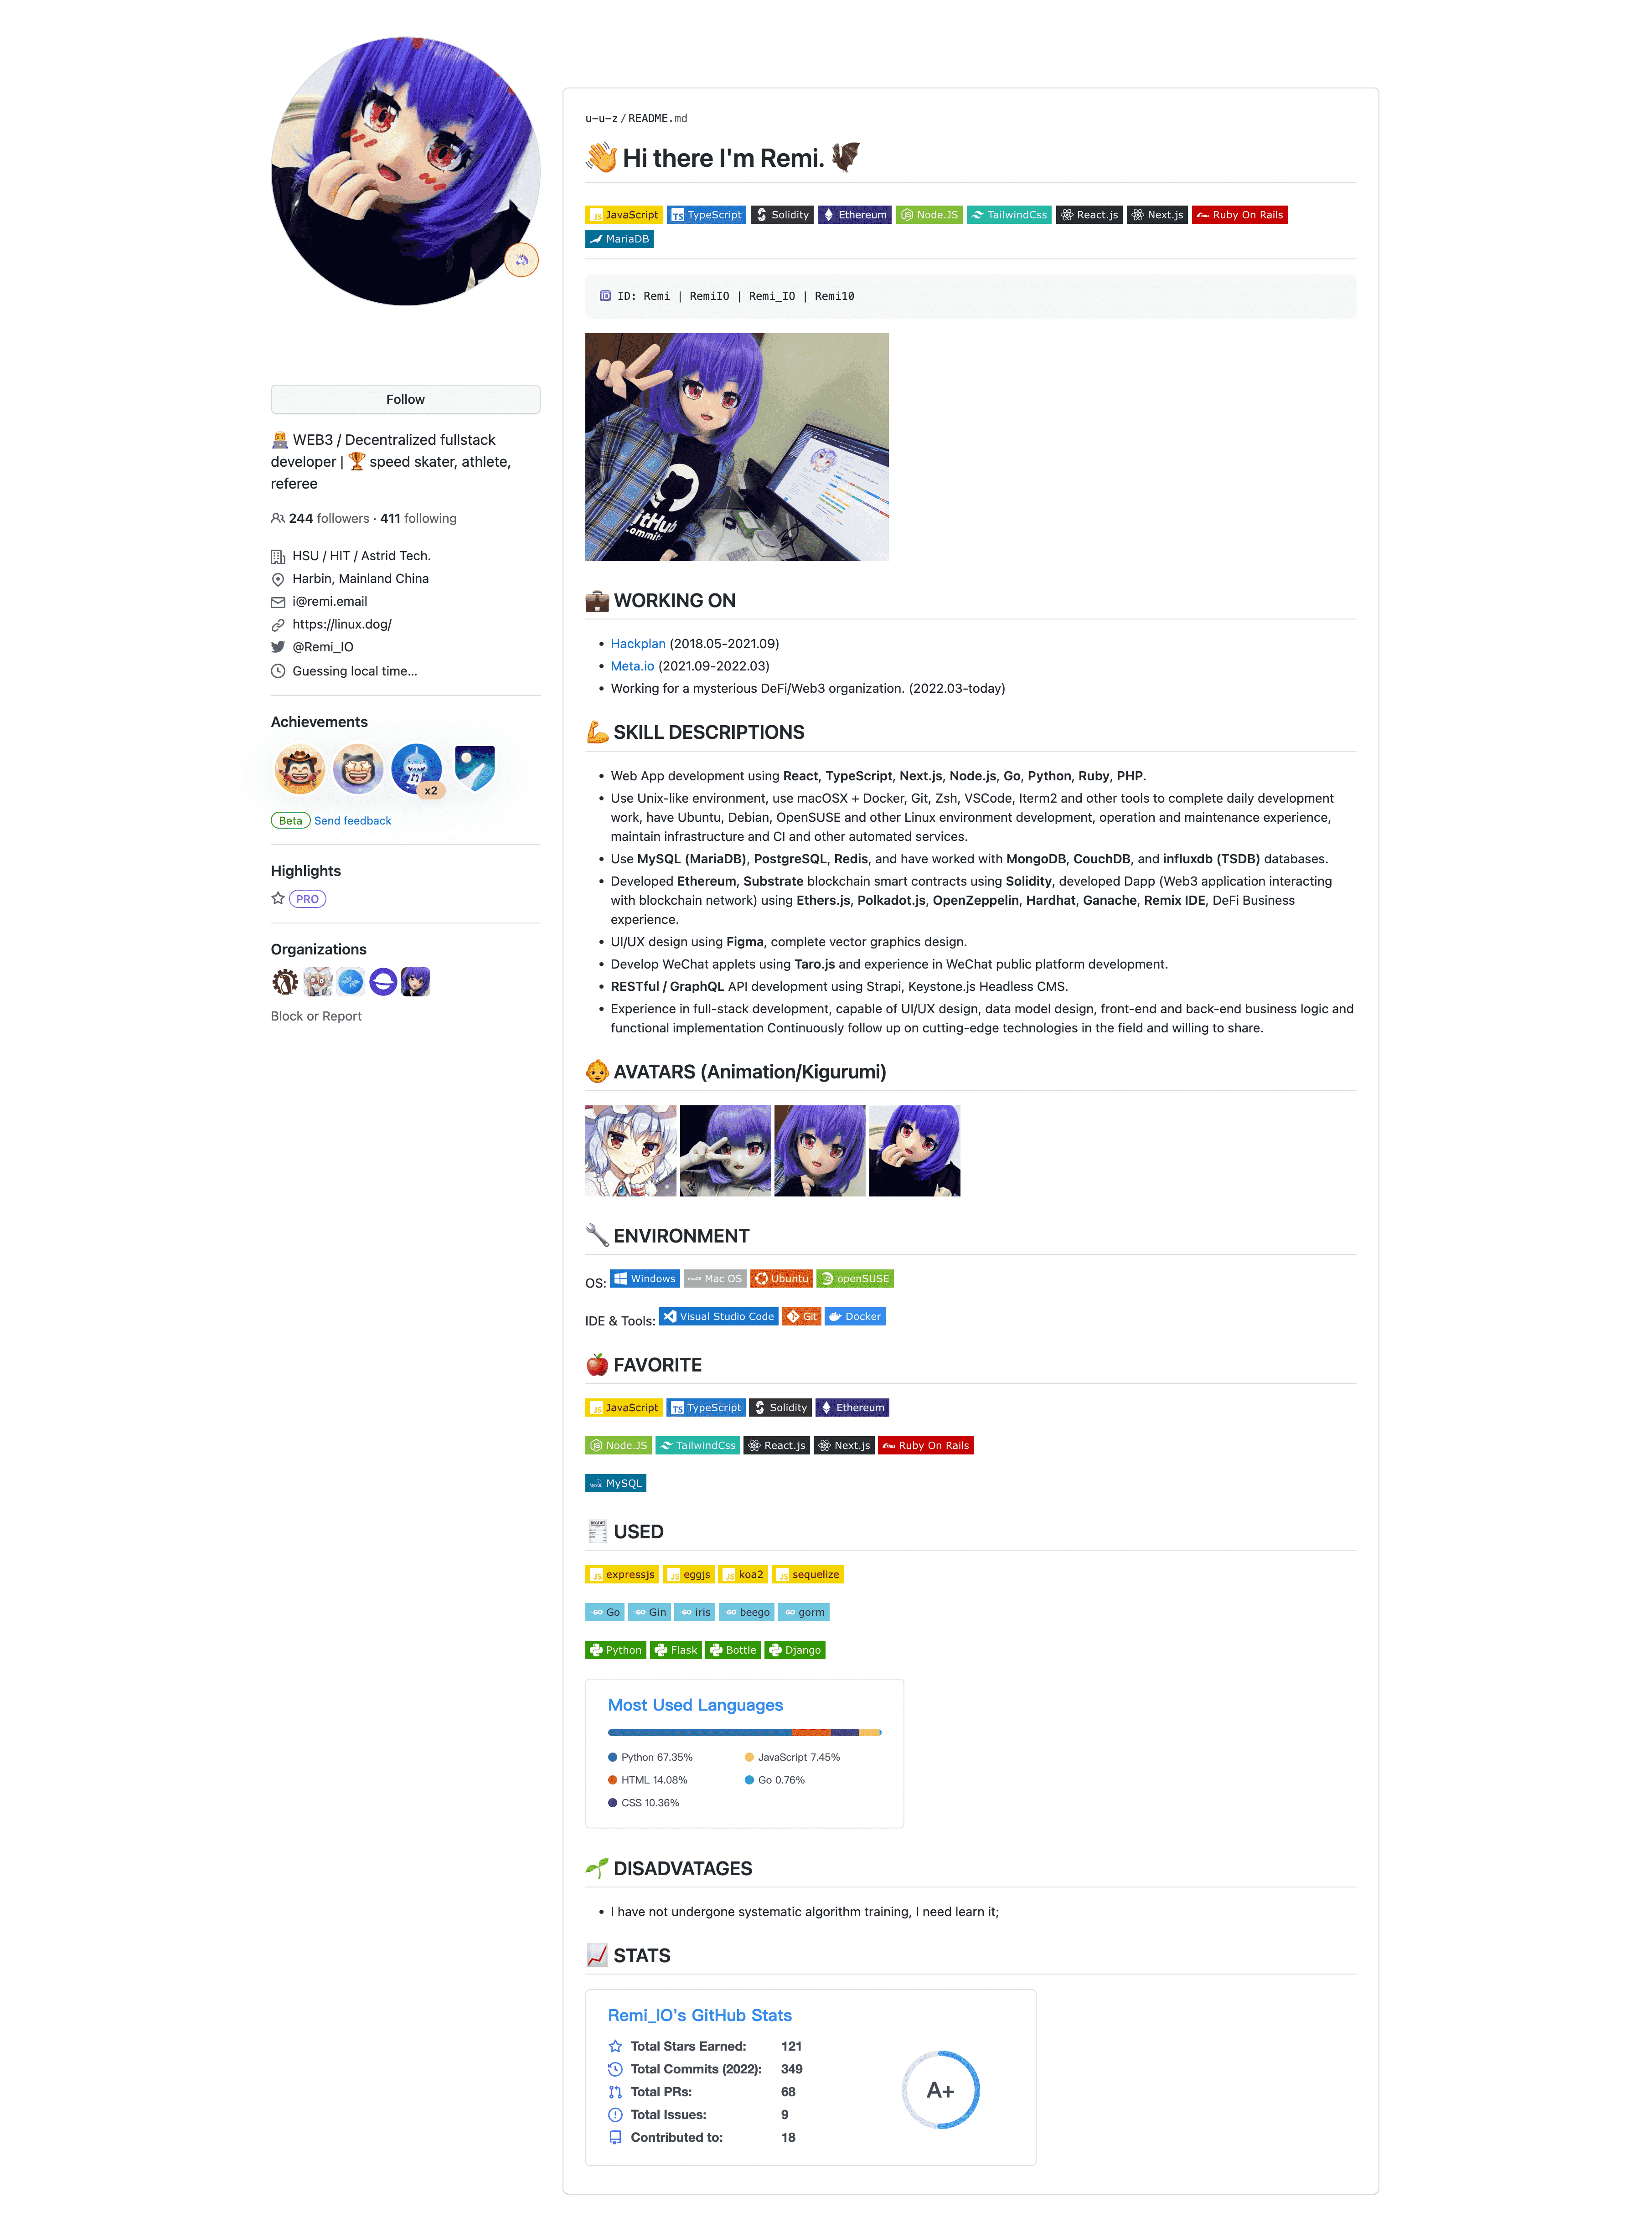 Follow
WEB3 / Decentralized fullstack
developer | 🏆 speed skater, athlete,
referee
244 followers · 411 following
HSU / HIT / Astrid Tech.
Harbin, Mainland China
i@remi.email
https://linux.dog/
@Remi_IO
Guessing local time...
Achievements
x2
Beta Send feedback
Highlights
PRO
Organizations
Block or Report
u-u-z/README.md
👋 Hi there I'm Remi. 🦇
JavaScript TypeScript Solidity Ethereum Node.JS TailwindCss React.js Next.js Ruby On Rails
MariaDB
🆔 ID: Remi | RemiIO | Remi_IO | Remi10
GitHub
commit
💼 WORKING ON
• Hackplan (2018.05-2021.09)
• Meta.io (2021.09-2022.03)
• Working for a mysterious DeFi/Web3 organization. (2022.03-today)
💪 SKILL DESCRIPTIONS
• Web App development using React, TypeScript, Next.js, Node.js, Go, Python, Ruby, PHP.
• Use Unix-like environment, use macOSX + Docker, Git, Zsh, VSCode, Iterm2 and other tools to complete daily development
work, have Ubuntu, Debian, OpenSUSE and other Linux environment development, operation and maintenance experience,
maintain infrastructure and CI and other automated services.
• Use MySQL (MariaDB), PostgreSQL, Redis, and have worked with MongoDB, CouchDB, and influxdb (TSDB) databases.
• Developed Ethereum, Substrate blockchain smart contracts using Solidity, developed Dapp (Web3 application interacting
with blockchain network) using Ethers.js, Polkadot.js, OpenZeppelin, Hardhat, Ganache, Remix IDE, DeFi Business
experience.
• UI/UX design using Figma, complete vector graphics design.
• Develop WeChat applets using Taro.js and experience in WeChat public platform development.
• RESTful / GraphQL API development using Strapi, Keystone.js Headless CMS.
• Experience in full-stack development, capable of UI/UX design, data model design, front-end and back-end business logic and
functional implementation Continuously follow up on cutting-edge technologies in the field and willing to share.
AVATARS (Animation/Kigurumi)
🔧 ENVIRONMENT
OS: Windows Mac OS Ubuntu openSUSE
IDE & Tools: Visual Studio Code Git Docker
🍎 FAVORITE
JavaScript TypeScript Solidity Ethereum
Node.JS TailwindCss React.js Next.js Ruby On Rails
MySQL
🧾 USED
expressjs eggjs koa2 sequelize
Go Gin iris beego gorm
Python Flask Bottle Django
Most Used Languages
Python 67.35% JavaScript 7.45%
HTML 14.08% Go 0.76%
CSS 10.36%
🌱 DISADVATAGES
• I have not undergone systematic algorithm training, I need learn it;
📈 STATS
Remi_IO's GitHub Stats
Total Stars Earned: 121
Total Commits (2022): 349
Total PRs: 68
Total Issues: 9
Contributed to: 18
A+